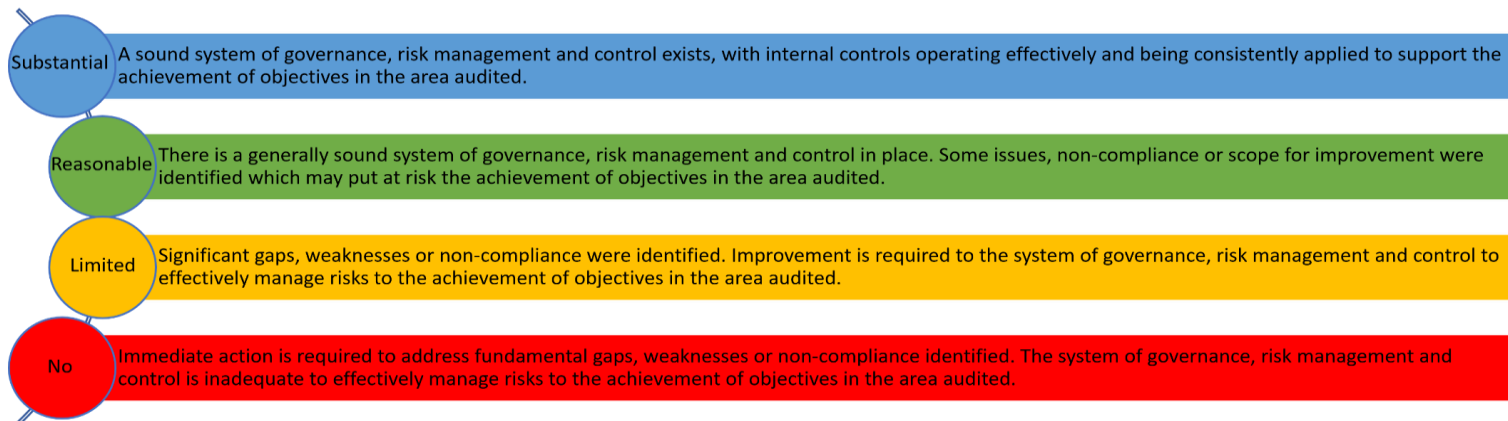 Substantial
A sound system of governance, risk management and control exists, with internal controls operating effectively and being consistently applied to support the
achievement of objectives in the area audited.
Reasonable
There is a generally sound system of governance, risk management and control in place. Some issues, non-compliance or scope for improvement were
identified which may put at risk the achievement of objectives in the area audited.
Limited
Significant gaps, weaknesses or non-compliance were identified. Improvement is required to the system of governance, risk management and control to
effectively manage risks to the achievement of objectives in the area audited.
No
Immediate action is required to address fundamental gaps, weaknesses or non-compliance identified. The system of governance, risk management and
control is inadequate to effectively manage risks to the achievement of objectives in the area audited.